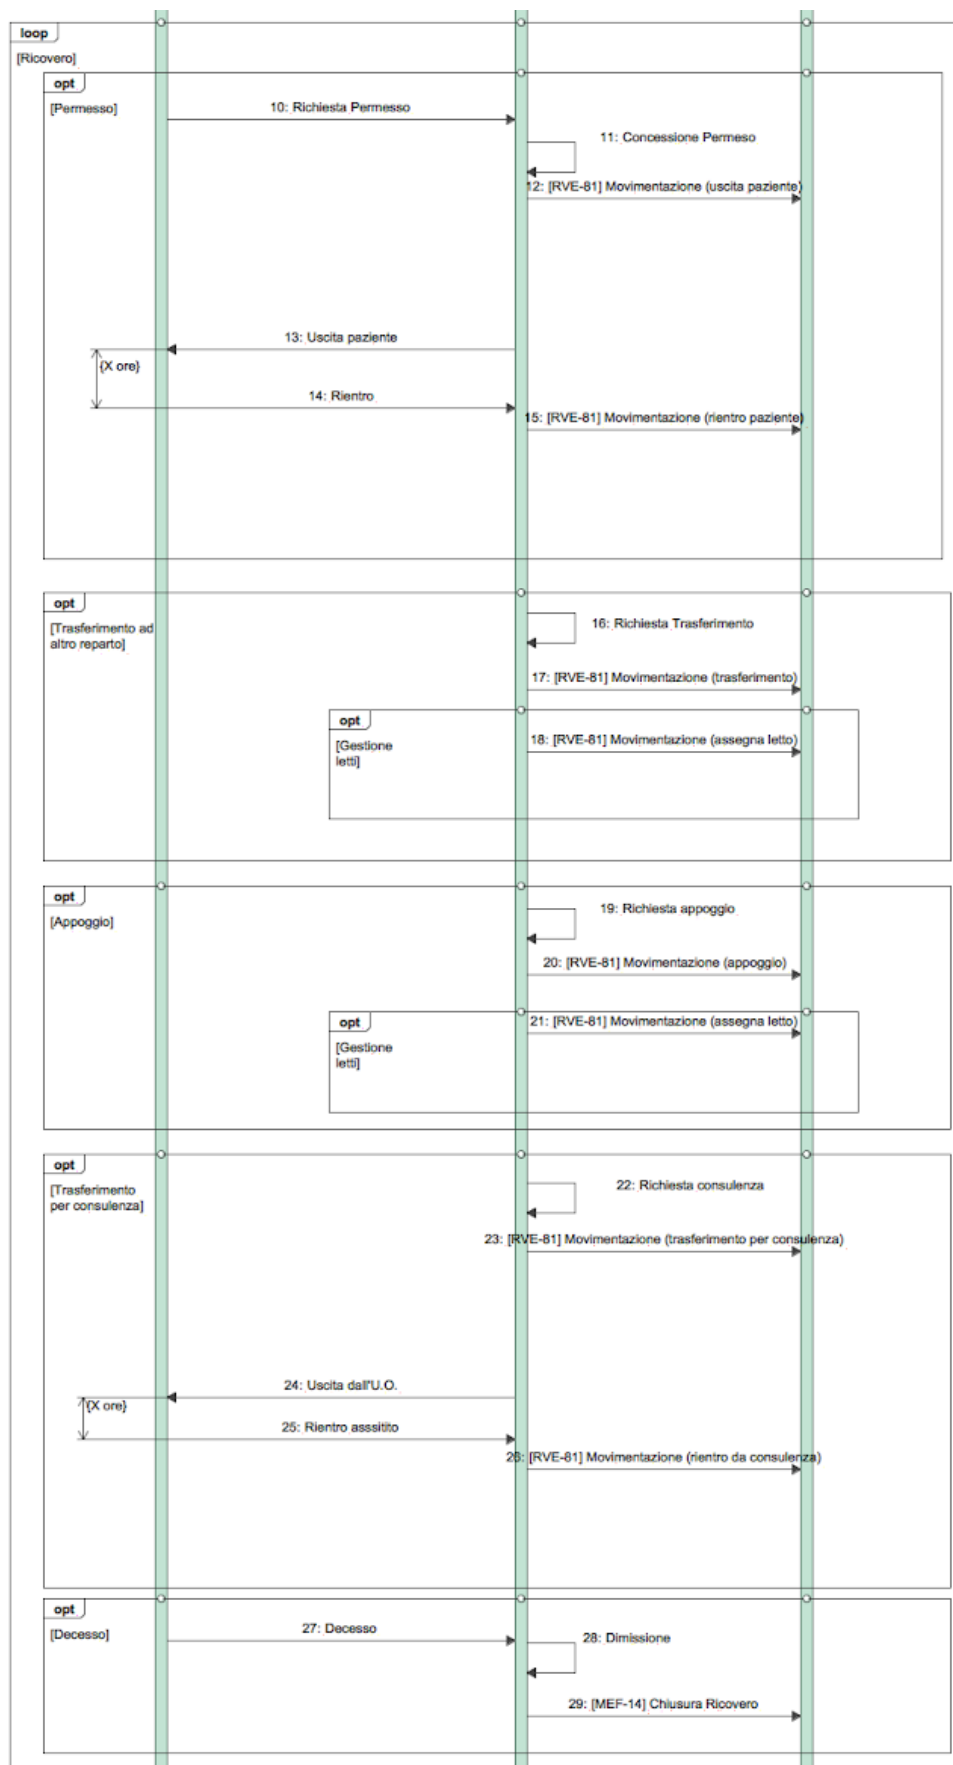 loop
[Ricovero]
opt
[Permesso]
10: Richiesta Permesso
11: Concessione Permeso
12: [RVE-81] Movimentazione (uscita paziente)
13: Uscita paziente
{X ore}
14: Rientro
15: [RVE-81] Movimentazione (rientro paziente)
opt
[Trasferimento ad
altro reparto]
16: Richiesta Trasferimento
17: [RVE-81] Movimentazione (trasferimento)
opt
[Gestione
letti]
18: [RVE-81] Movimentazione (assegna letto)
opt
[Appoggio]
19: Richiesta appoggio
20: [RVE-81] Movimentazione (appoggio)
opt
[Gestione
letti]
21: [RVE-81] Movimentazione (assegna letto)
opt
[Trasferimento
per consulenza]
22: Richiesta consulenza
23: [RVE-81] Movimentazione (trasferimento per consulenza)
24: Uscita dall'U.O.
{X ore}
25: Rientro asssitito
26: [RVE-81] Movimentazione (rientro da consulenza)
opt
[Decesso]
27: Decesso
28: Dimissione
29: [MEF-14] Chiusura Ricovero